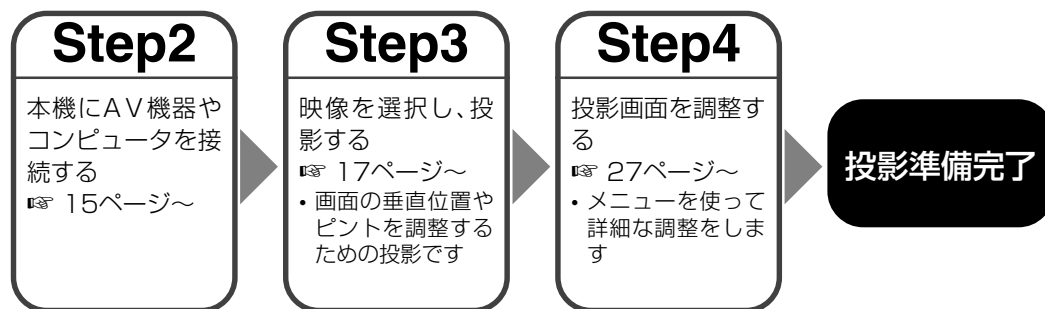 Step2
本機にAV機器や
コンピュータを接
続する
☞ 15ページ～
Step3
映像を選択し、投
影する
☞ 17ページ～
• 画面の垂直位置や
ピントを調整する
ための投影です
Step4
投影画面を調整す
る
☞ 27ページ～
• メニューを使って
詳細な調整をしま
す
投影準備完了